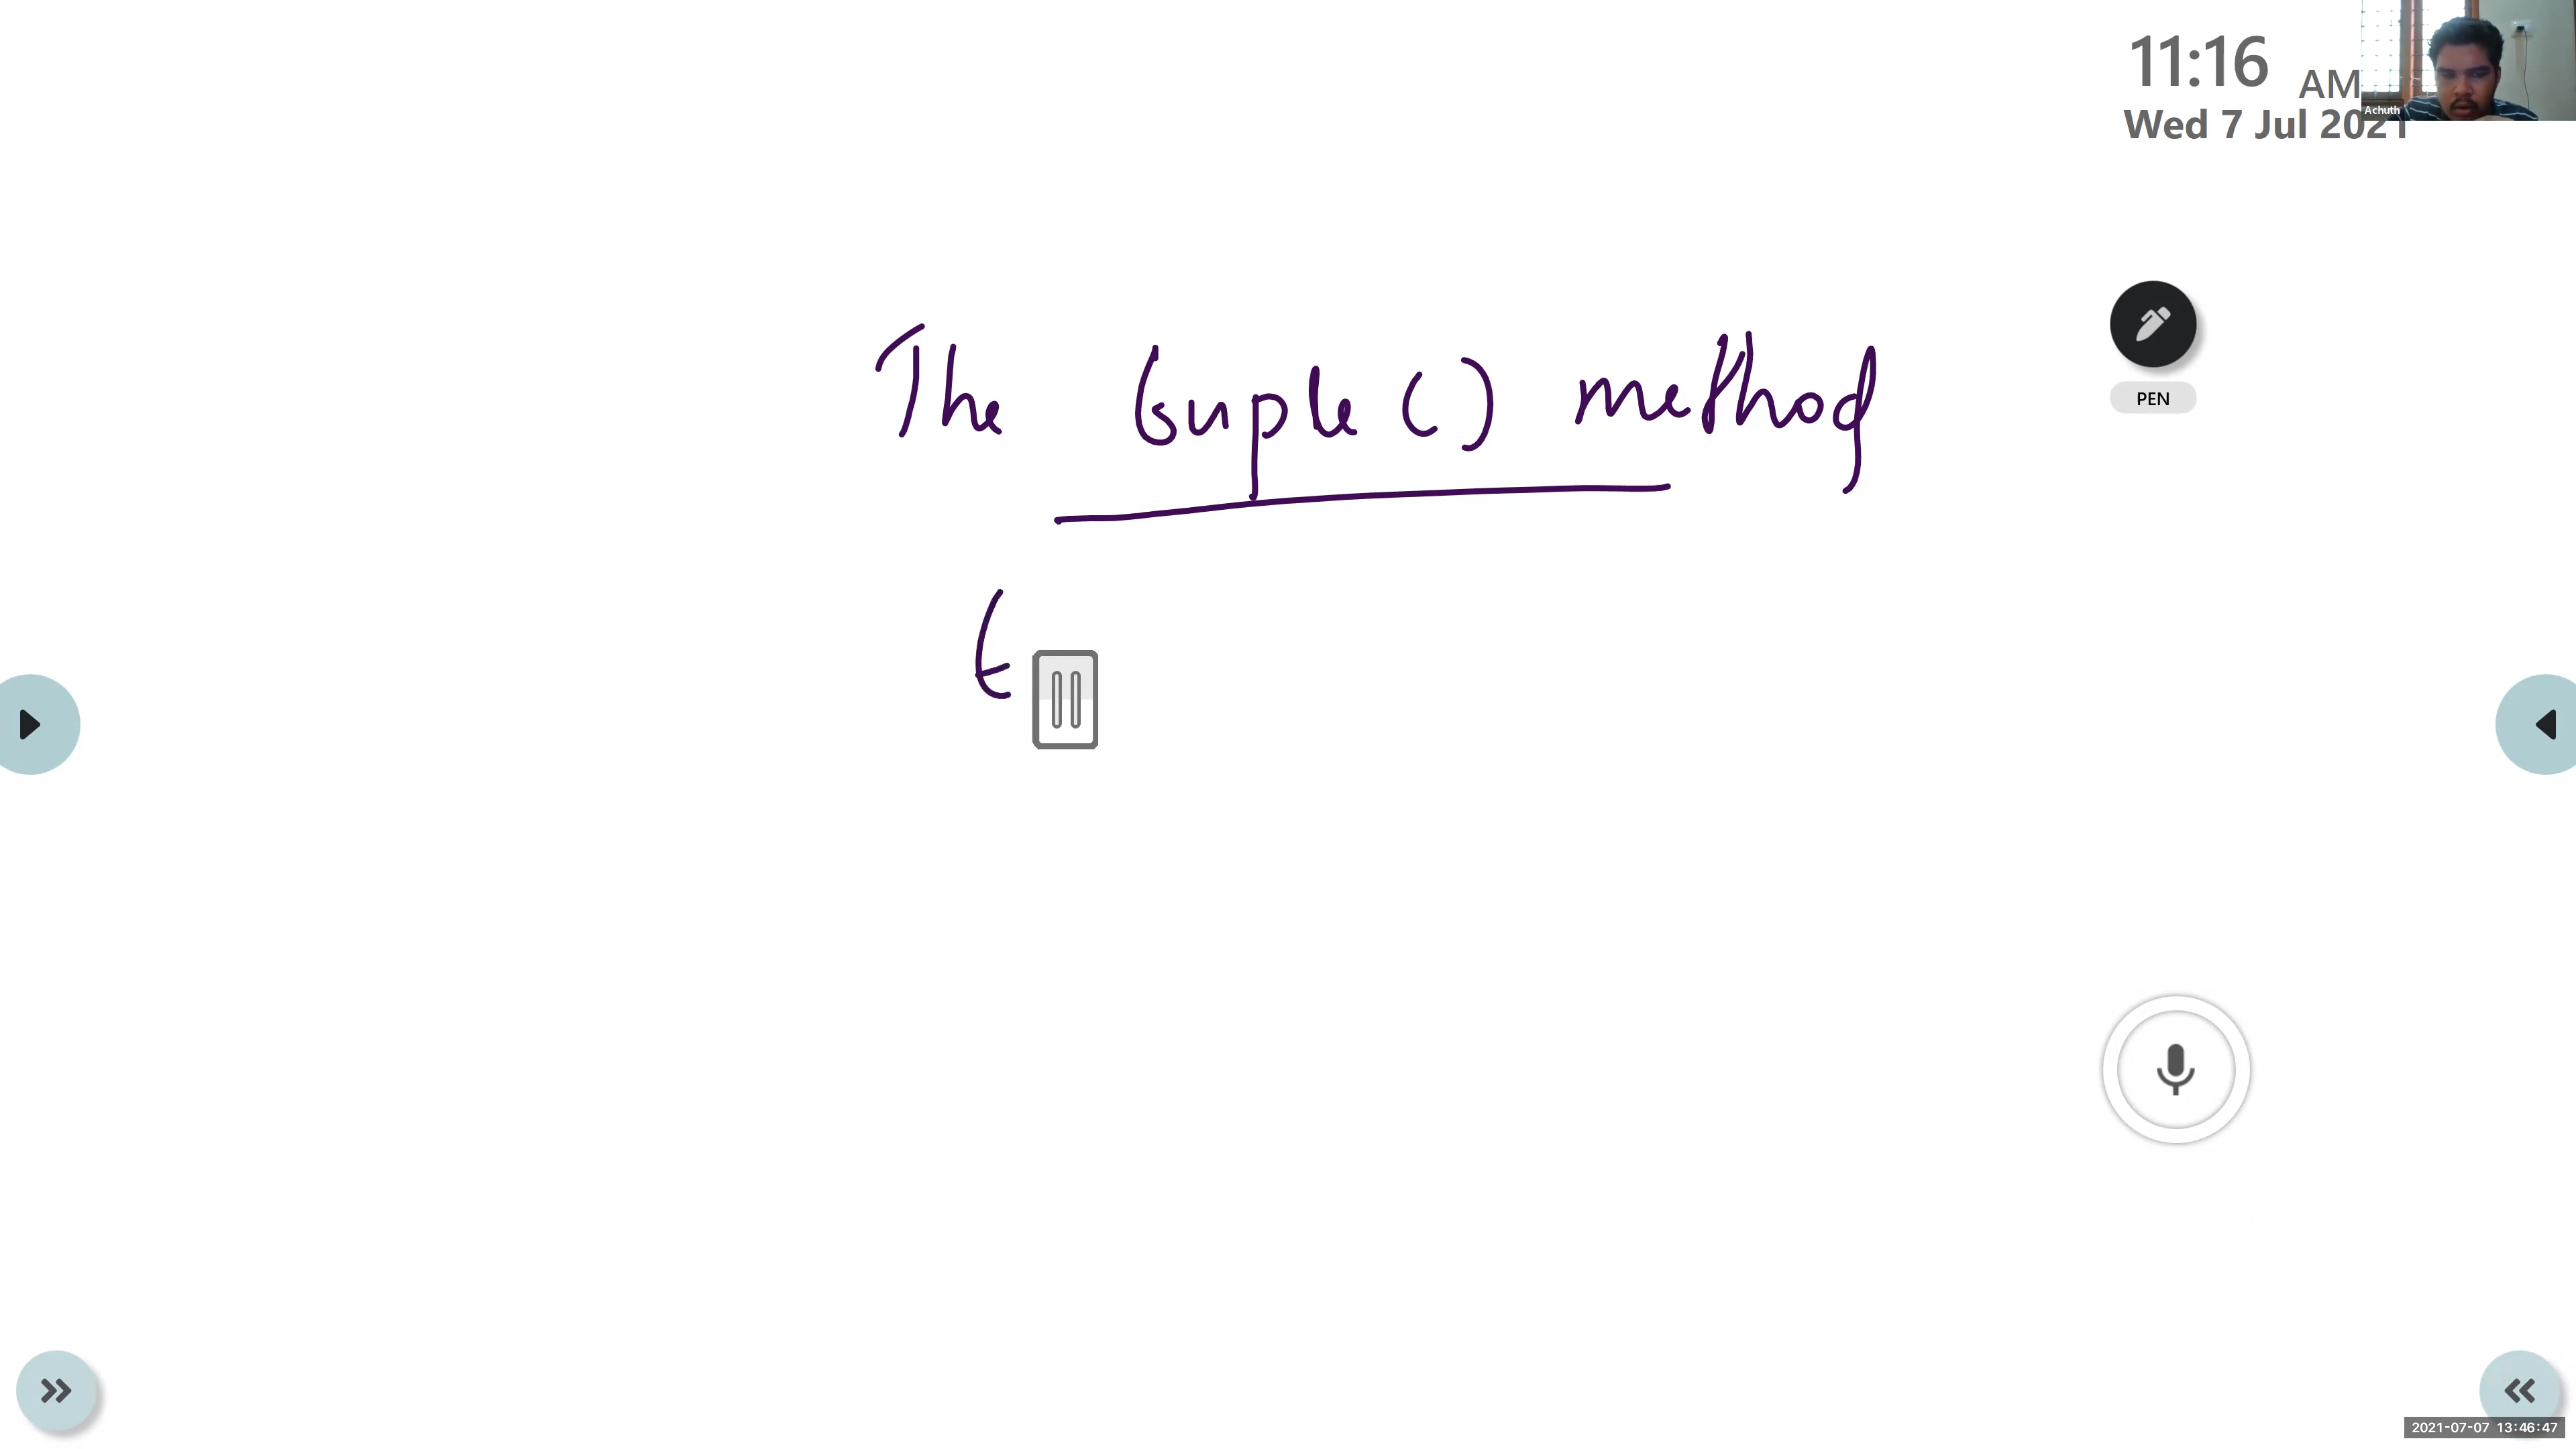 11:16 AM
Achuth
Wed 7 Jul 2021
The tuple() method
PEN
t
2021-07-07 13:46:47